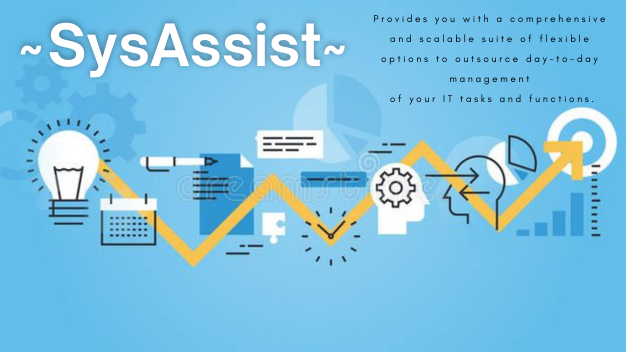 ~SysAssist~
Provides you with a comprehensive
and scalable suite of flexible
options to outsource day-to-day
management
of your IT tasks and functions.